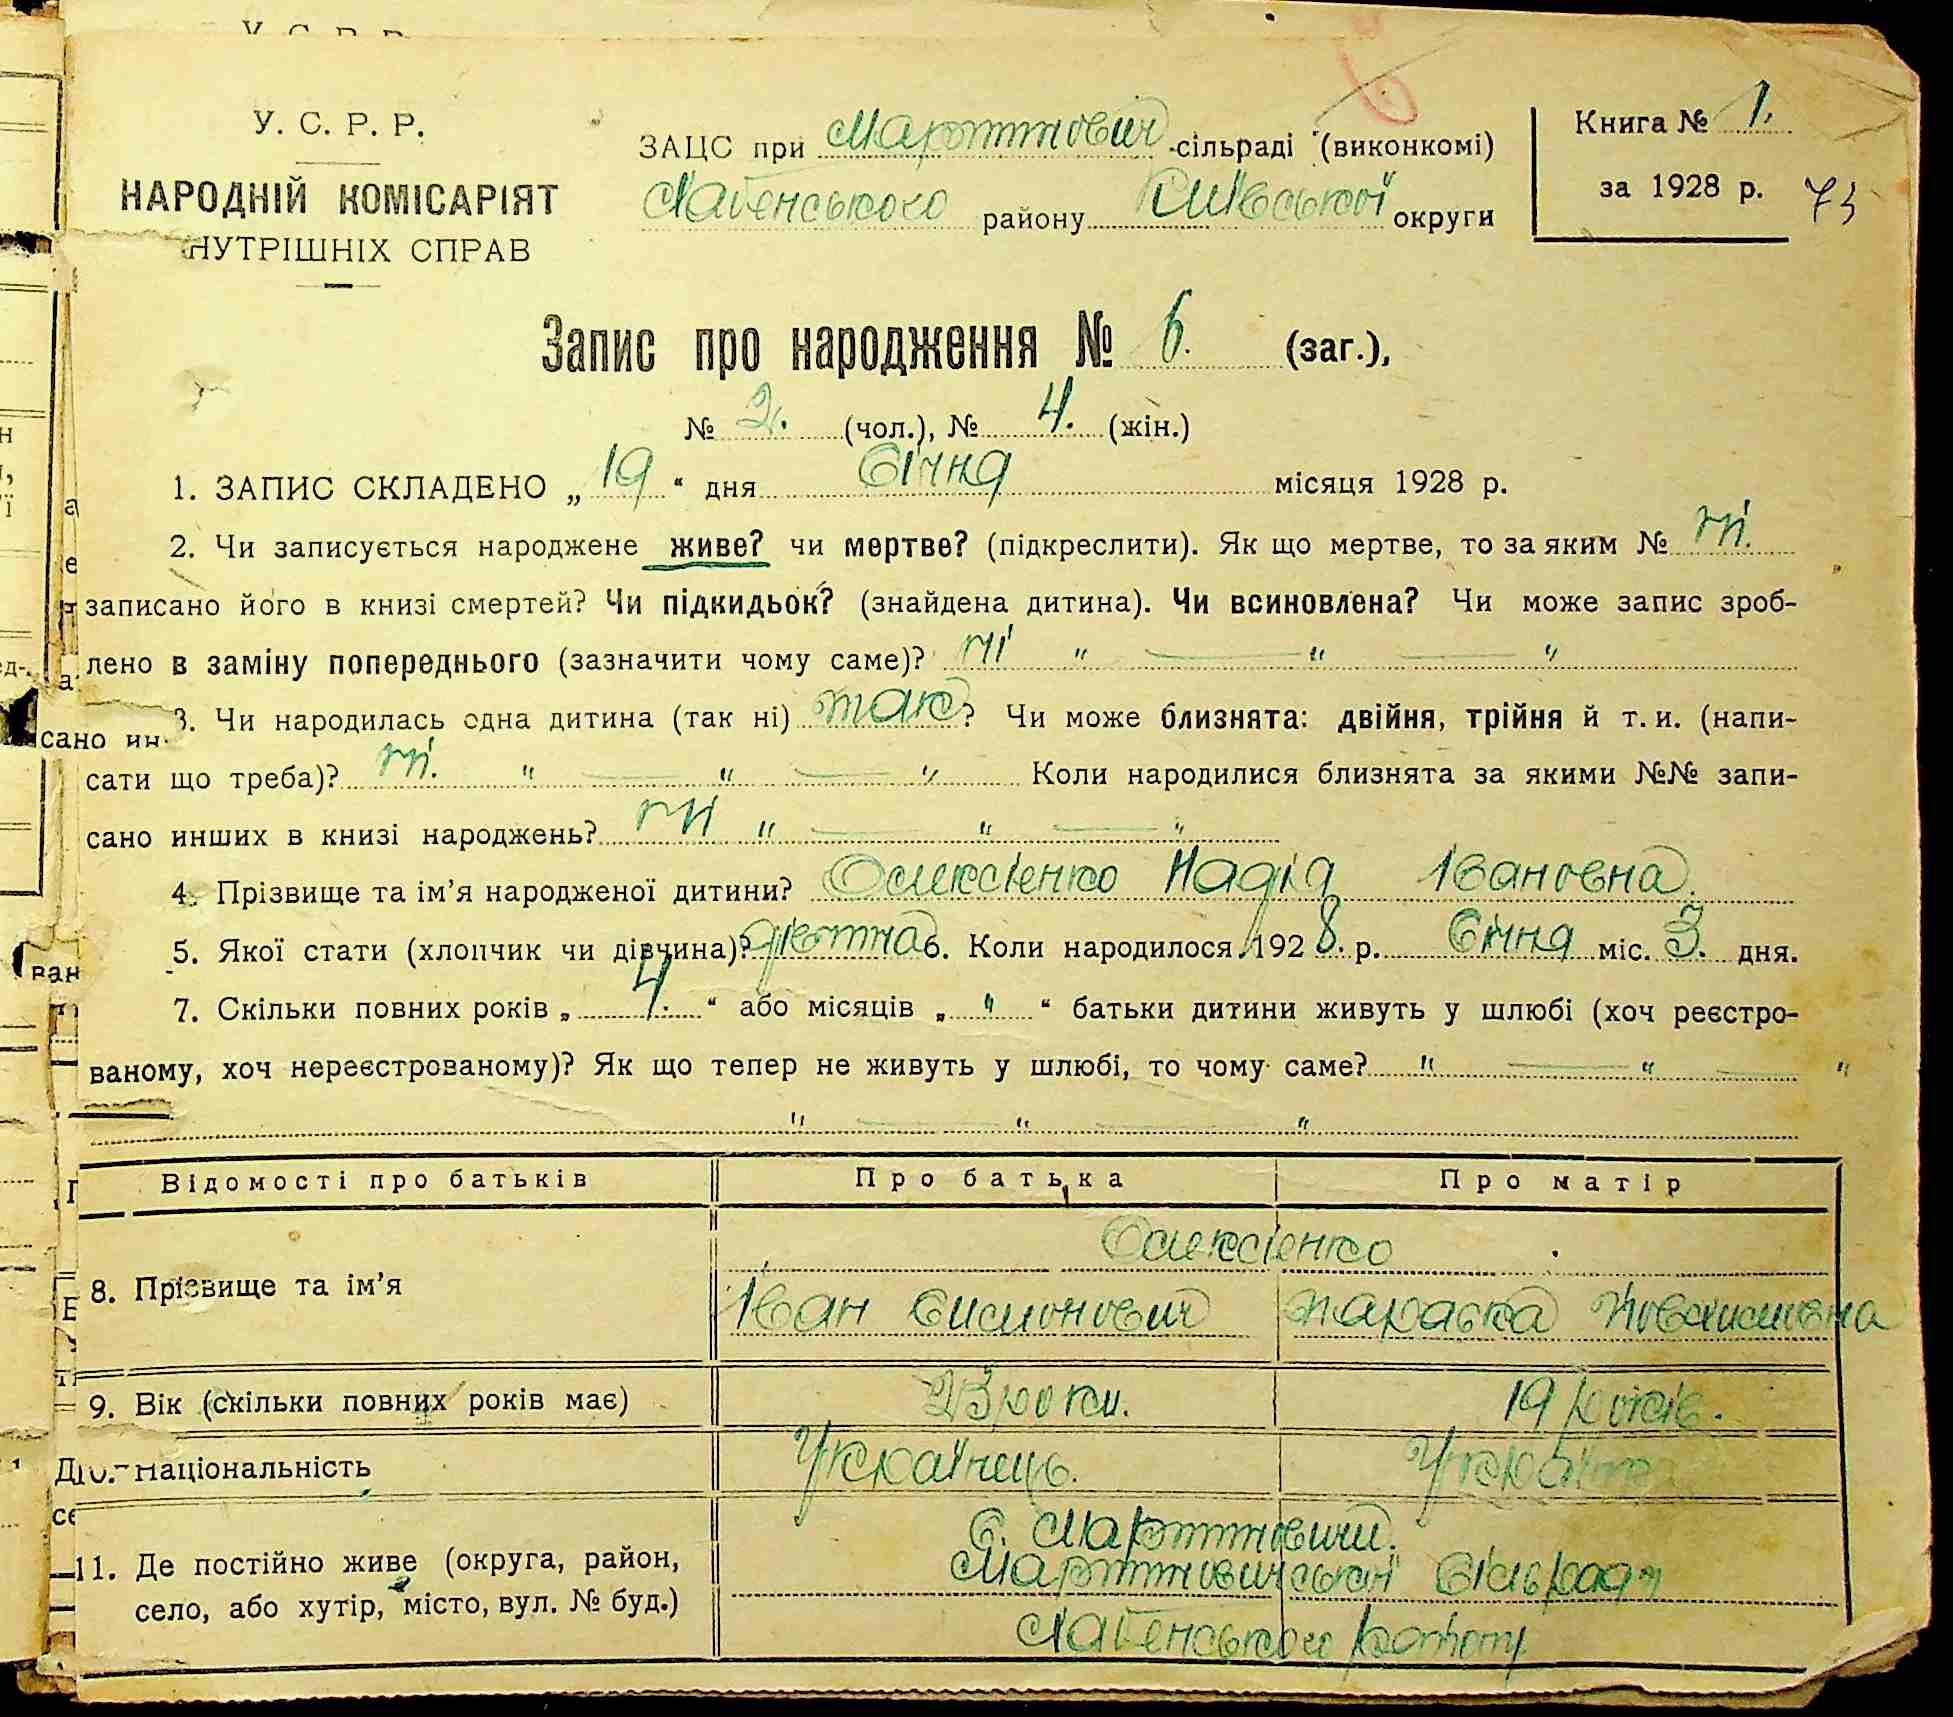 У. С. Р. Р.
НАРОДНІЙ КОМІСАРІЯТ
НУТРІШНІХ СПРАВ
ЗАЦС при Мартинович сільраді (виконкомі)
району Київської округи
Книга № 1.
за 1928 р. 73
Запис про народження № 6. (заг.),
№ 2. (чол.), № 4. (жін.)
1. ЗАПИС СКЛАДЕНО „ 19 “ дня Січня місяця 1928 р.
2. Чи записується народжене живе? чи мертве? (підкреслити). Як що мертве, то за яким № ні.
записано його в книзі смертей? Чи підкидьок? (знайдена дитина). Чи всиновлена? Чи може запис зроб-
лено в заміну попереднього (зазначити чому саме)? ні " — " — "
3. Чи народилась одна дитина (так ні) так? Чи може близнята: двійня, трійня й т. и. (напи-
сати що треба)? ні. " — " — " Коли народилися близнята за якими №№ запи-
сано инших в книзі народжень? ні " — " — "
4. Прізвище та ім’я народженої дитини? Олексієнко Надія Івановна.
5. Якої стати (хлопчик чи дівчина)? 6. Коли народилося 1928. р. Січня міс. 3. дня.
7. Скільки повних років „ 4. “ або місяців „ " “ батьки дитини живуть у шлюбі (хоч реєстро-
ваному, хоч нереєстрованому)? Як що тепер не живуть у шлюбі, то чому саме? " — " — "
" — " — "
Відомості про батьків Про батька Про матір
8. Прізвище та ім’я
Олексієнко
Іван Симонович Параска
9. Вік (скільки повних років має) 23 роки. 19 років.
Національність Українець.
11. Де постійно живе (округа, район,
село, або хутір, місто, вул. № буд.)
С. Мартиновичі.
Мартиновицької Сільради
району